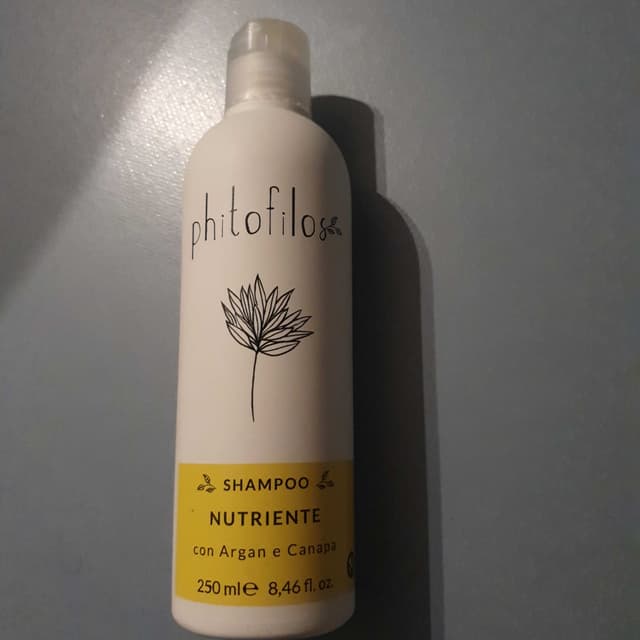 phitofilos
SHAMPOO
NUTRIENTE
con Argan e Canapa
250 ml ℮ 8,46 fl. oz.